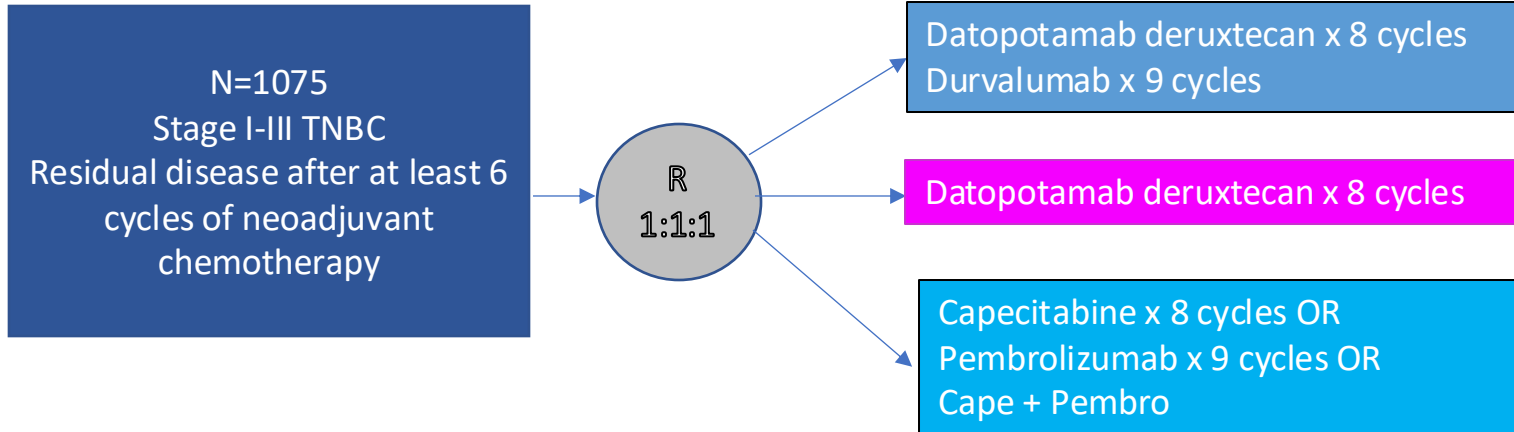 N=1075
Stage I-III TNBC
Residual disease after at least 6
cycles of neoadjuvant
chemotherapy
R
1:1:1
Datopotamab deruxtecan x 8 cycles
Durvalumab x 9 cycles
Datopotamab deruxtecan x 8 cycles
Capecitabine x 8 cycles OR
Pembrolizumab x 9 cycles OR
Cape + Pembro